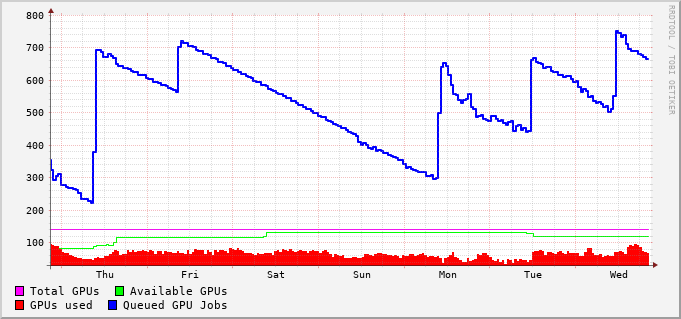 800
700
600
500
400
300
200
100
Thu Fri Sat Sun Mon Tue Wed
RRDTOOL / TOBI OETIKER
Total GPUs Available GPUs
GPUs used Queued GPU Jobs